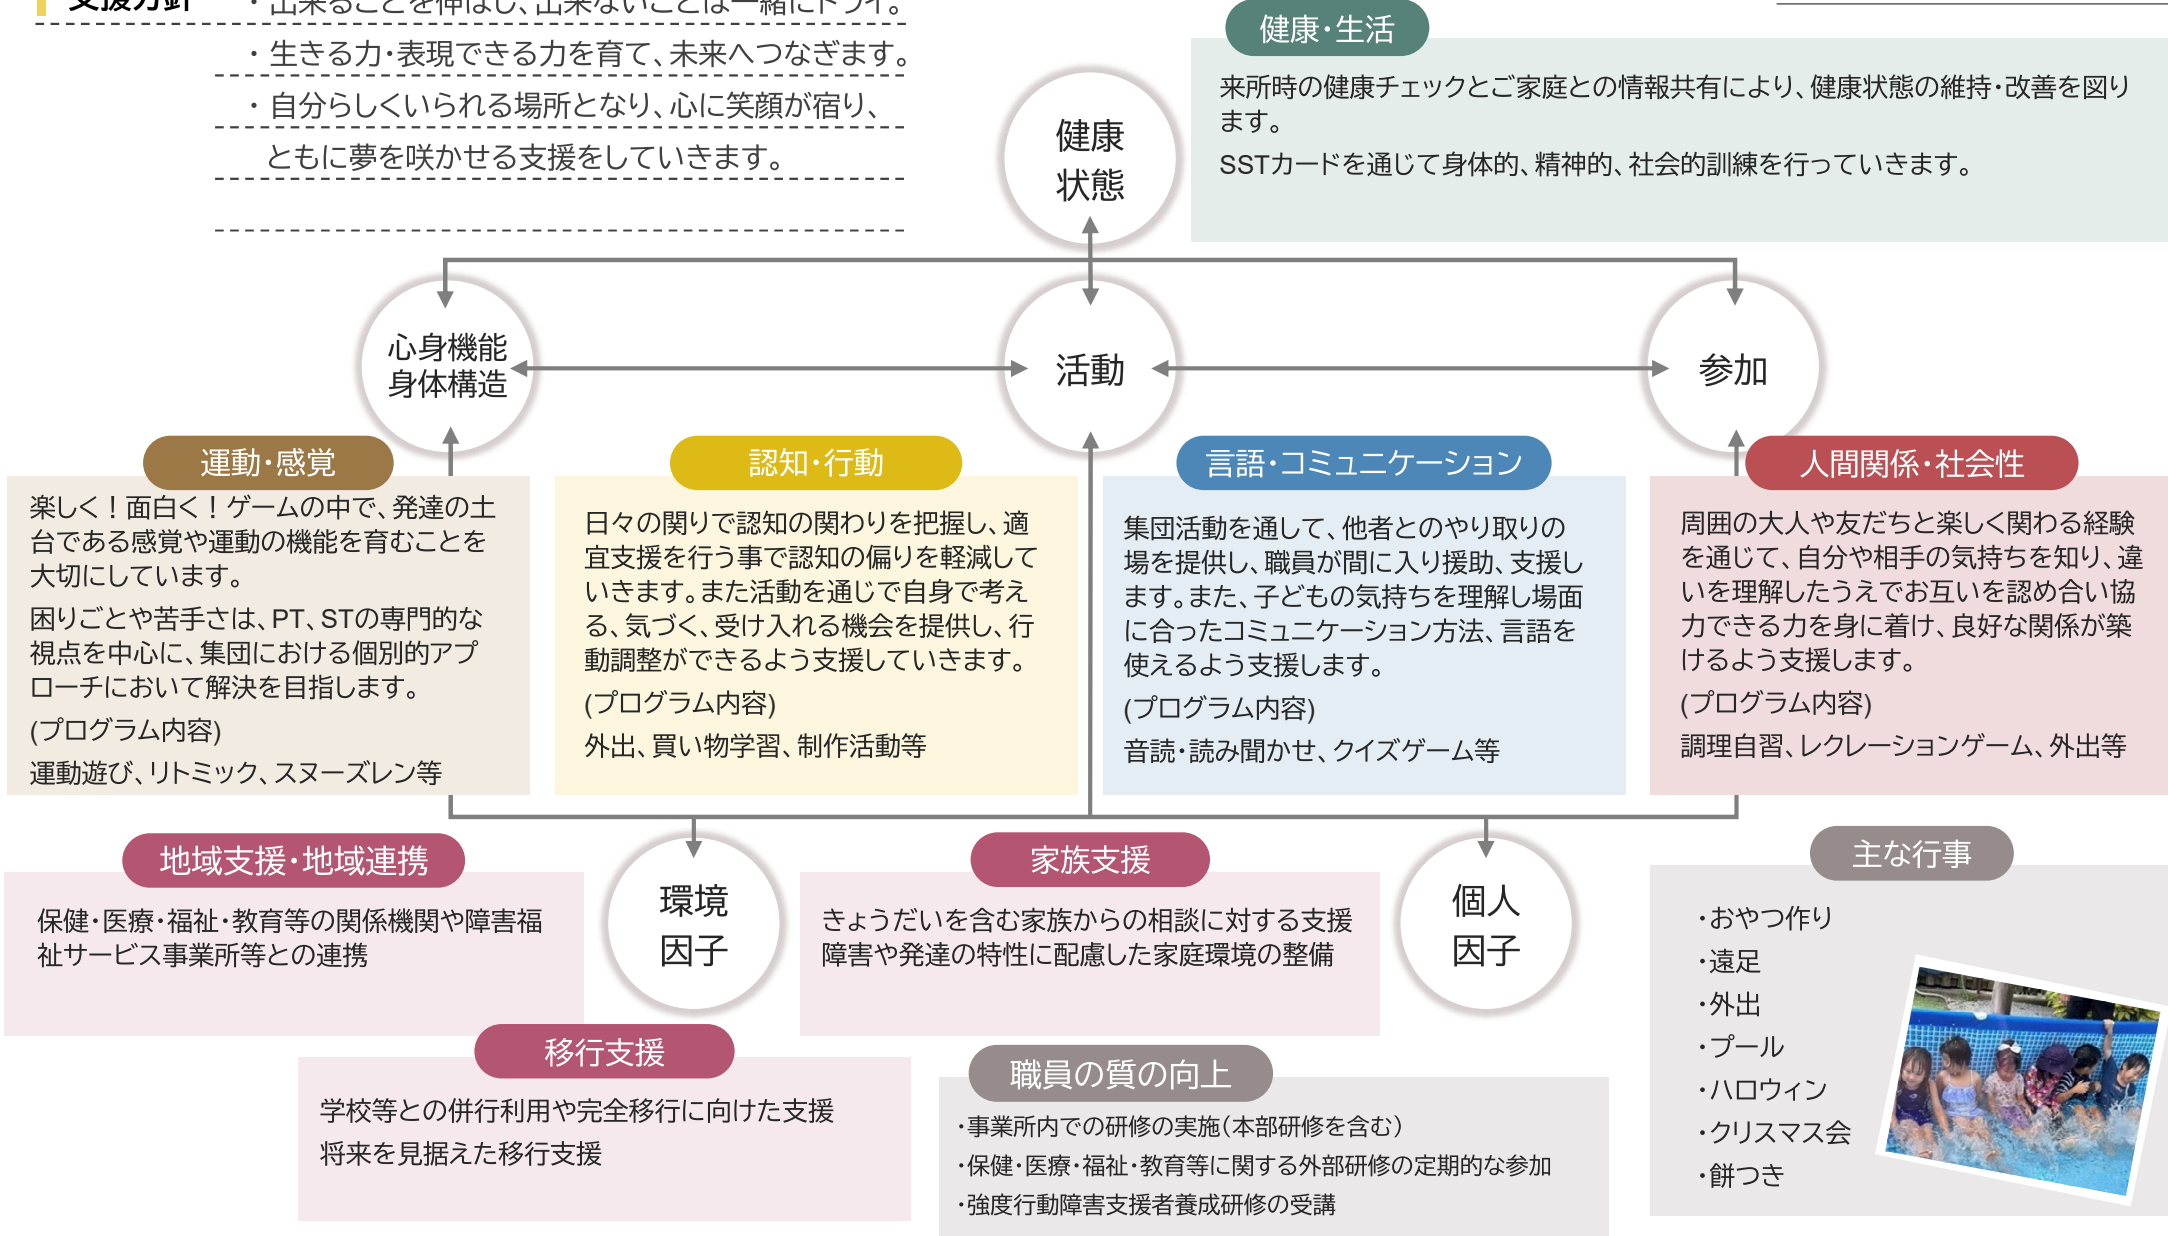 支援方針
・出来ることを伸ばし、出来ないことは一緒にトライ。
・生きる力・表現できる力を育て、未来へつなぎます。
・自分らしくいられる場所となり、心に笑顔が宿り、
ともに夢を咲かせる支援をしていきます。
健康・生活
来所時の健康チェックとご家庭との情報共有により、健康状態の維持・改善を図り
ます。
SSTカードを通じて身体的、精神的、社会的訓練を行っていきます。
健康
状態
心身機能
身体構造
活動
参加
運動・感覚
楽しく！面白く！ゲームの中で、発達の土
台である感覚や運動の機能を育むことを
大切にしています。
困りごとや苦手さは、PT、STの専門的な
視点を中心に、集団における個別的アプ
ローチにおいて解決を目指します。
(プログラム内容)
運動遊び、リトミック、スヌーズレン等
認知・行動
日々の関りで認知の関わりを把握し、適
宜支援を行う事で認知の偏りを軽減して
いきます。また活動を通じで自身で考え
る、気づく、受け入れる機会を提供し、行
動調整ができるよう支援していきます。
(プログラム内容)
外出、買い物学習、制作活動等
言語・コミュニケーション
集団活動を通して、他者とのやり取りの
場を提供し、職員が間に入り援助、支援し
ます。また、子どもの気持ちを理解し場面
に合ったコミュニケーション方法、言語を
使えるよう支援します。
(プログラム内容)
音読・読み聞かせ、クイズゲーム等
人間関係・社会性
周囲の大人や友だちと楽しく関わる経験
を通じて、自分や相手の気持ちを知り、違
いを理解したうえでお互いを認め合い協
力できる力を身に着け、良好な関係が築
けるよう支援します。
(プログラム内容)
調理自習、レクレーションゲーム、外出等
地域支援・地域連携
保健・医療・福祉・教育等の関係機関や障害福
祉サービス事業所等との連携
環境
因子
家族支援
きょうだいを含む家族からの相談に対する支援
障害や発達の特性に配慮した家庭環境の整備
個人
因子
主な行事
・おやつ作り
・遠足
・外出
・プール
・ハロウィン
・クリスマス会
・餅つき
移行支援
学校等との併行利用や完全移行に向けた支援
将来を見据えた移行支援
職員の質の向上
・事業所内での研修の実施（本部研修を含む）
・保健・医療・福祉・教育等に関する外部研修の定期的な参加
・強度行動障害支援者養成研修の受講